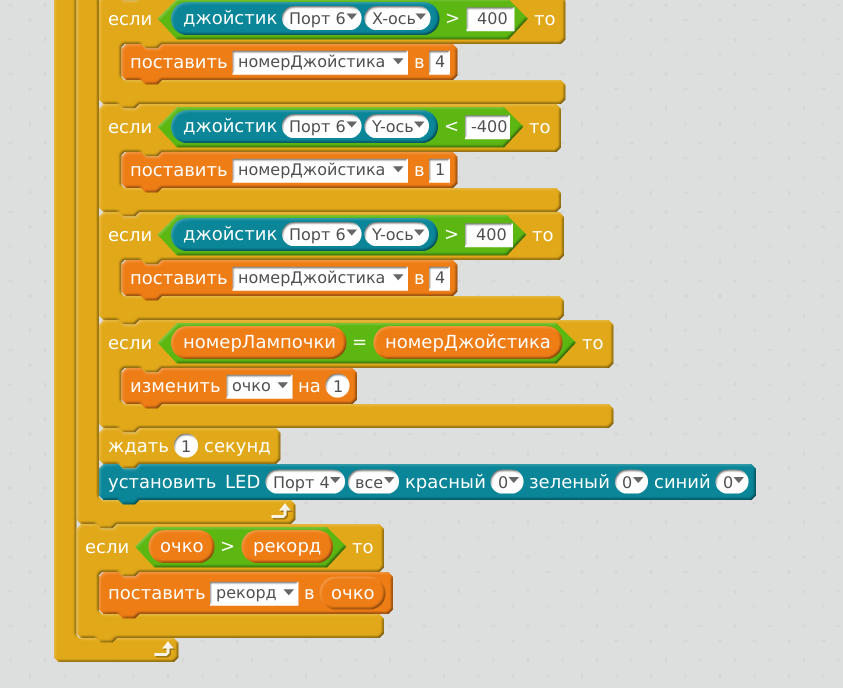 если джойстик Порт 6 X-ось > 400 то
поставить номерДжойстика в 4
если джойстик Порт 6 Y-ось < -400 то
поставить номерДжойстика в 1
если джойстик Порт 6 Y-ось > 400 то
поставить номерДжойстика в 4
если номерЛампочки = номерДжойстика то
изменить очко на 1
ждать 1 секунд
установить LED Порт 4 все красный 0 зеленый 0 синий 0
если очко > рекорд то
поставить рекорд в очко